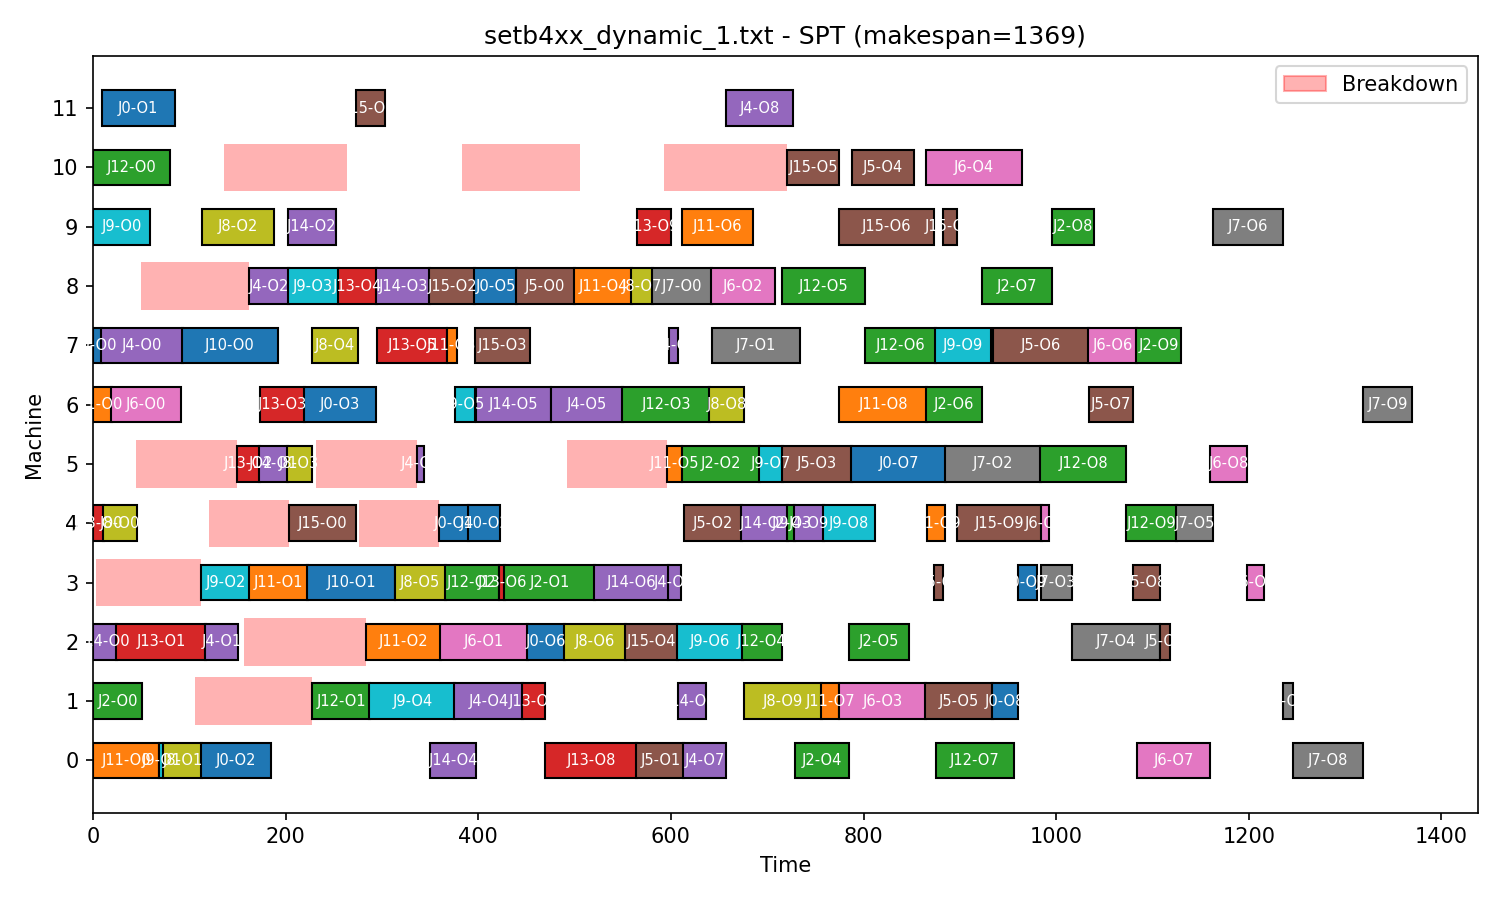 setb4xx_dynamic_1.txt - SPT (makespan=1369)
Breakdown
Machine
11 J0-O1 J4-O8
10 J12-O0 J15-O5 J5-O4 J6-O4
9 J9-O0 J8-O2 J14-O2 J11-O6 J15-O6 J2-O8 J7-O6
8 J4-O2 J9-O3 J13-O4 J14-O3 J15-O2 J0-O5 J5-O0 J11-O4 J7-O0 J6-O2 J12-O5 J2-O7
7 J4-O0 J10-O0 J8-O4 J15-O3 J7-O1 J12-O6 J9-O9 J5-O6 J6-O6 J2-O9
6 J6-O0 J13-O3 J0-O3 J14-O5 J4-O5 J12-O3 J8-O8 J11-O8 J2-O6 J5-O7 J7-O9
5 J11-O5 J2-O2 J9-O7 J5-O3 J0-O7 J7-O2 J12-O8 J6-O8
4 J15-O0 J5-O2 J9-O8 J15-O9 J12-O9 J7-O5
3 J9-O2 J11-O1 J10-O1 J8-O5 J2-O1 J14-O6
2 J13-O1 J4-O1 J11-O2 J6-O1 J0-O6 J8-O6 J15-O4 J9-O6 J12-O4 J2-O5 J7-O4
1 J2-O0 J12-O1 J9-O4 J4-O4 J8-O9 J11-O7 J6-O3 J5-O5 J0-O8
0 J0-O2 J14-O4 J13-O8 J5-O1 J4-O7 J2-O4 J12-O7 J6-O7 J7-O8
0 200 400 600 800 1000 1200 1400
Time